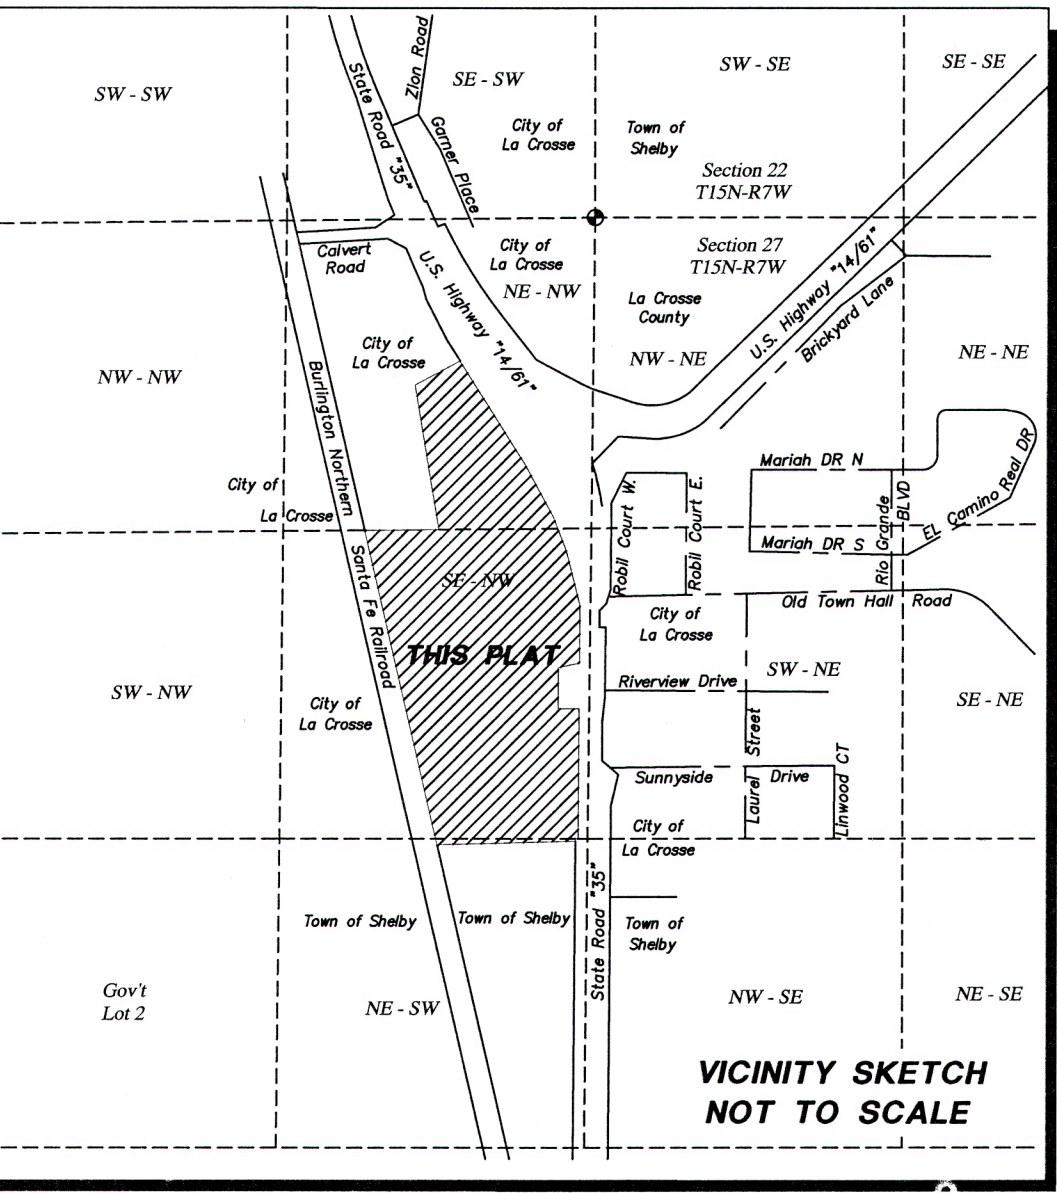 SW - SW
State Road "35"
Zlon Road
SE - SW
SW - SE
SE - SE
City of
La Crosse
Town of
Shelby
Garner Place
Section 22
T15N-R7W
Calvert
Road
U.S. Highway "14/61"
City of
La Crosse
NE - NW
Section 27
T15N-R7W
U.S. Highway "14/61"
Brickyard Lane
La Crosse
County
NW - NE
NE - NE
City of
La Crosse
NW - NW
Burlington Northern
Santa Fe Railroad
City of
La Crosse
Robil Court W.
Robil Court E.
Mariah DR N
Mariah DR S
Rio Grande
BLVD
EL Camino Real DR
SE - NW
Old Town Hall Road
City of
La Crosse
THIS PLAT
SW - NW
Riverview Drive
SW - NE
SE - NE
City of
La Crosse
Laurel Street
Sunnyside Drive
Linwood CT
City of
La Crosse
State Road "35"
Town of Shelby
Town of Shelby
Town of
Shelby
Gov't
Lot 2
NE - SW
NW - SE
NE - SE
VICINITY SKETCH
NOT TO SCALE